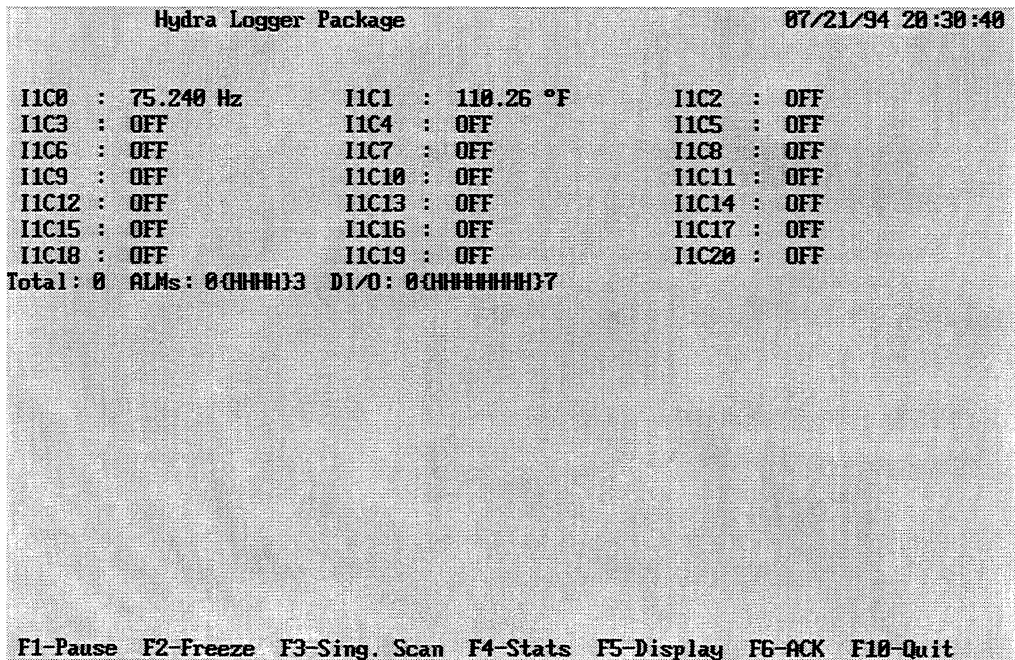 Hydra Logger Package 07/21/94 20:30:40
I1C0 : 75.240 Hz I1C1 : 110.26 °F I1C2 : OFF
I1C3 : OFF I1C4 : OFF I1C5 : OFF
I1C6 : OFF I1C7 : OFF I1C8 : OFF
I1C9 : OFF I1C10 : OFF I1C11 : OFF
I1C12 : OFF I1C13 : OFF I1C14 : OFF
I1C15 : OFF I1C16 : OFF I1C17 : OFF
I1C18 : OFF I1C19 : OFF I1C20 : OFF
Total: 0 ALMs: 0{HHHH}3 DI/O: 0{HHHHHHHH}7
F1-Pause F2-Freeze F3-Sing. Scan F4-Stats F5-Display F6-ACK F10-Quit